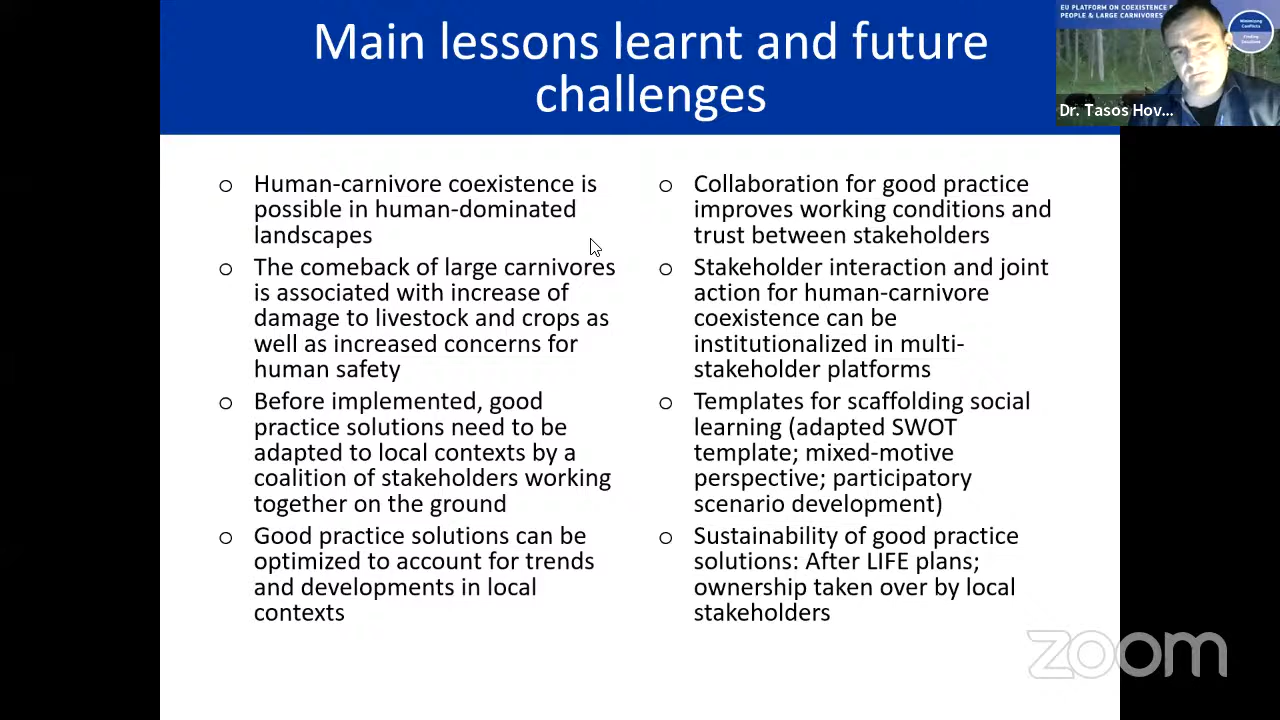 Main lessons learnt and future
challenges
EU PLATFORM ON COEXISTENCE
PEOPLE & LARGE CARNIVORES
Minimising
Conflicts
Finding
Solutions
Dr. Tasos Hov...
o Human-carnivore coexistence is
possible in human-dominated
landscapes
o The comeback of large carnivores
is associated with increase of
damage to livestock and crops as
well as increased concerns for
human safety
o Before implemented, good
practice solutions need to be
adapted to local contexts by a
coalition of stakeholders working
together on the ground
o Good practice solutions can be
optimized to account for trends
and developments in local
contexts
o Collaboration for good practice
improves working conditions and
trust between stakeholders
o Stakeholder interaction and joint
action for human-carnivore
coexistence can be
institutionalized in multi-
stakeholder platforms
o Templates for scaffolding social
learning (adapted SWOT
template; mixed-motive
perspective; participatory
scenario development)
o Sustainability of good practice
solutions: After LIFE plans;
ownership taken over by local
stakeholders
zoom